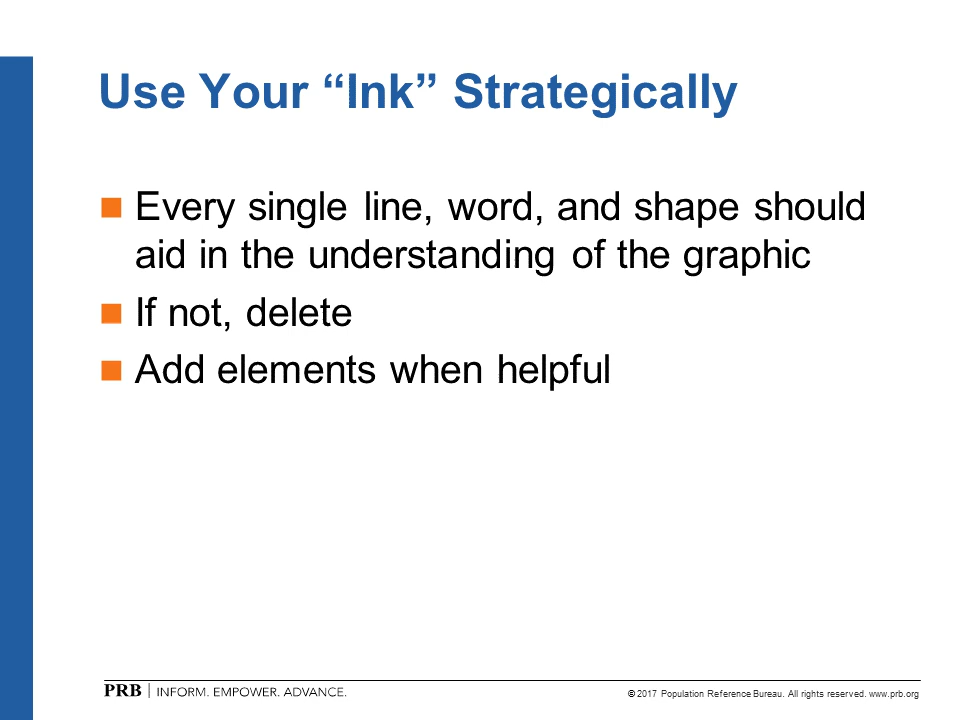 Use Your “Ink” Strategically
Every single line, word, and shape should
aid in the understanding of the graphic
If not, delete
Add elements when helpful
PRB | INFORM. EMPOWER. ADVANCE.
© 2017 Population Reference Bureau. All rights reserved. www.prb.org